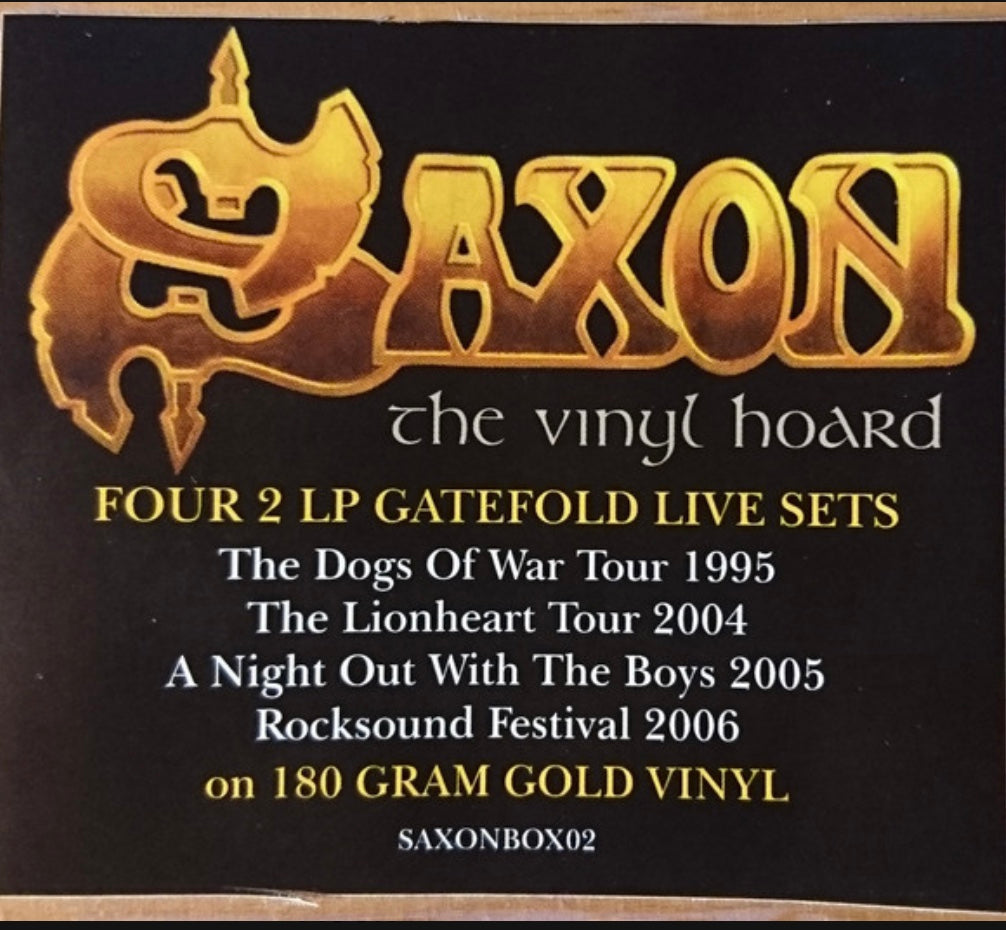 SAXON
the vinyl hoard
FOUR 2 LP GATEFOLD LIVE SETS
The Dogs Of War Tour 1995
The Lionheart Tour 2004
A Night Out With The Boys 2005
Rocksound Festival 2006
on 180 GRAM GOLD VINYL
SAXONBOX02